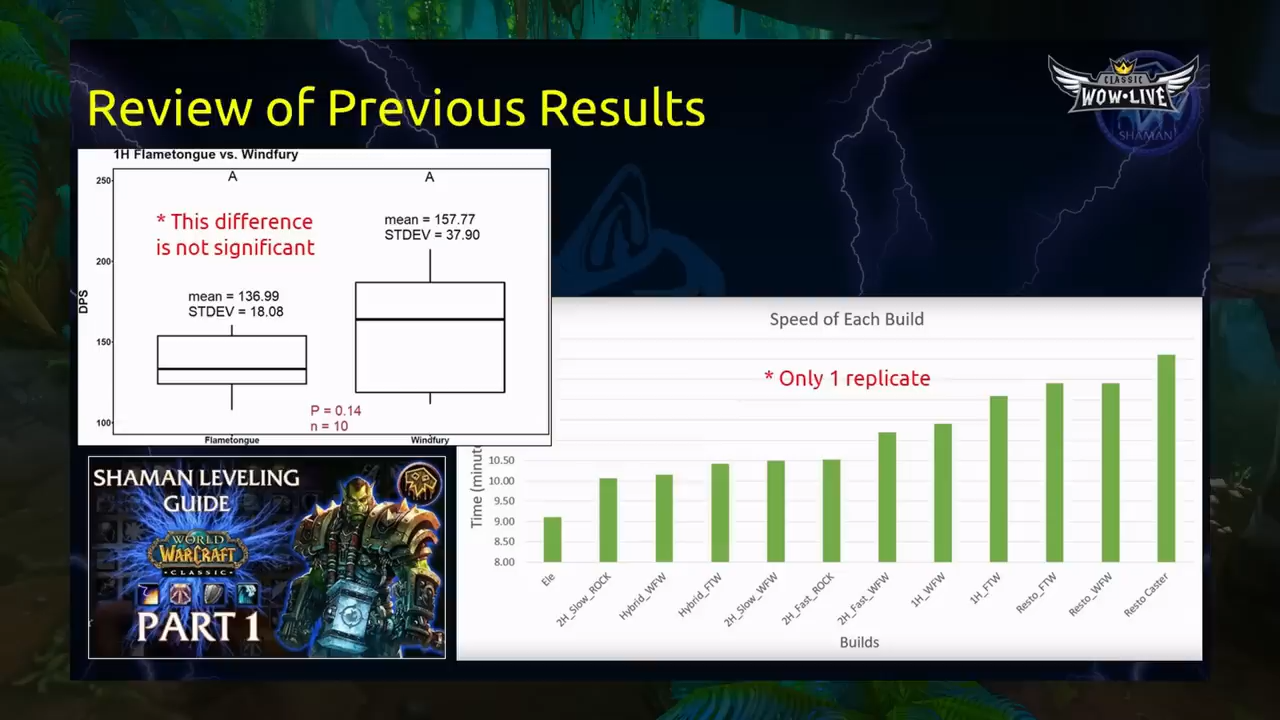 Review of Previous Results
CLASSIC
WOW•LIVE
SHAMAN
1H Flametongue vs. Windfury
A
A
250
200
150
100
DPS
* This difference
is not significant
mean = 157.77
STDEV = 37.90
mean = 136.99
STDEV = 18.08
P = 0.14
n = 10
Flametongue
Windfury
Speed of Each Build
* Only 1 replicate
Time (minute
10.50
10.00
9.50
9.00
8.50
8.00
Ele
2H_Slow_ROCK
Hybrid_WFW
Hybrid_FTW
2H_Slow_WFW
2H_Fast_ROCK
2H_Fast_WFW
1H_WFW
1H_FTW
Resto_FTW
Resto_WFW
Resto Caster
Builds
SHAMAN LEVELING
GUIDE
WORLD
WARCRAFT
CLASSIC
PART 1